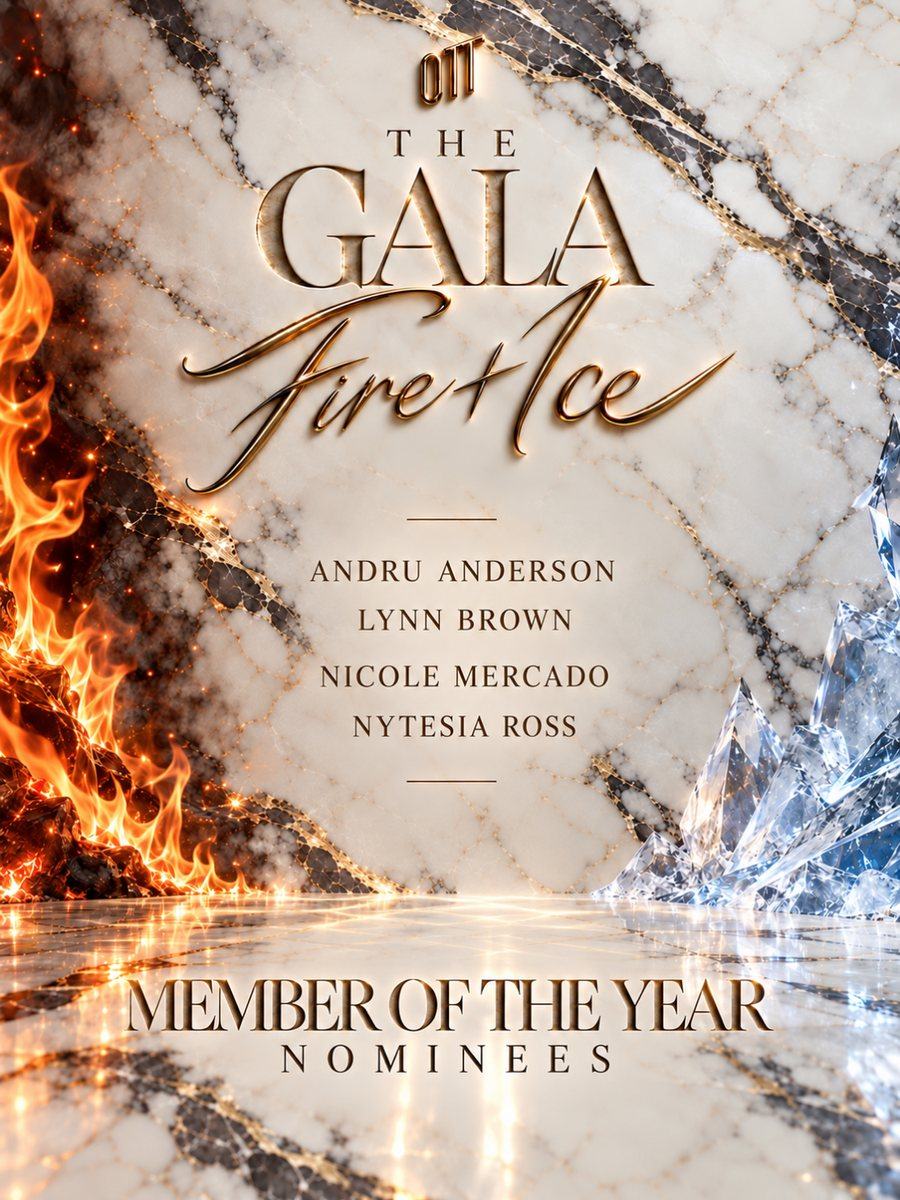 OTT
THE
GALA
Fire + Ice
ANDRU ANDERSON
LYNN BROWN
NICOLE MERCADO
NYTESIA ROSS
MEMBER OF THE YEAR
NOMINEES